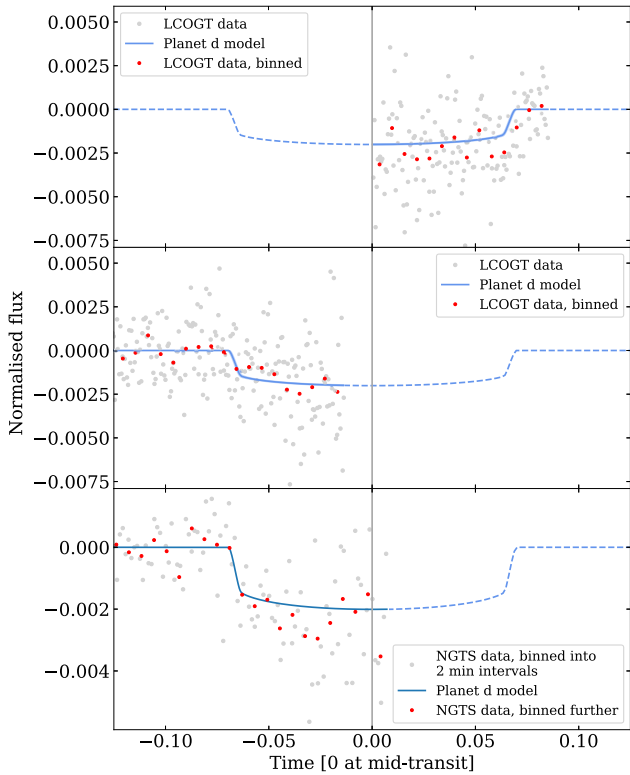 0.0050
0.0025
0.0000
−0.0025
−0.0050
−0.0075
LCOGT data
Planet d model
LCOGT data, binned
0.0050
0.0025
0.0000
−0.0025
−0.0050
−0.0075
LCOGT data
Planet d model
LCOGT data, binned
Normalised flux
0.000
−0.002
−0.004
NGTS data, binned into
2 min intervals
Planet d model
NGTS data, binned further
−0.10
−0.05
0.00
0.05
0.10
Time [0 at mid-transit]